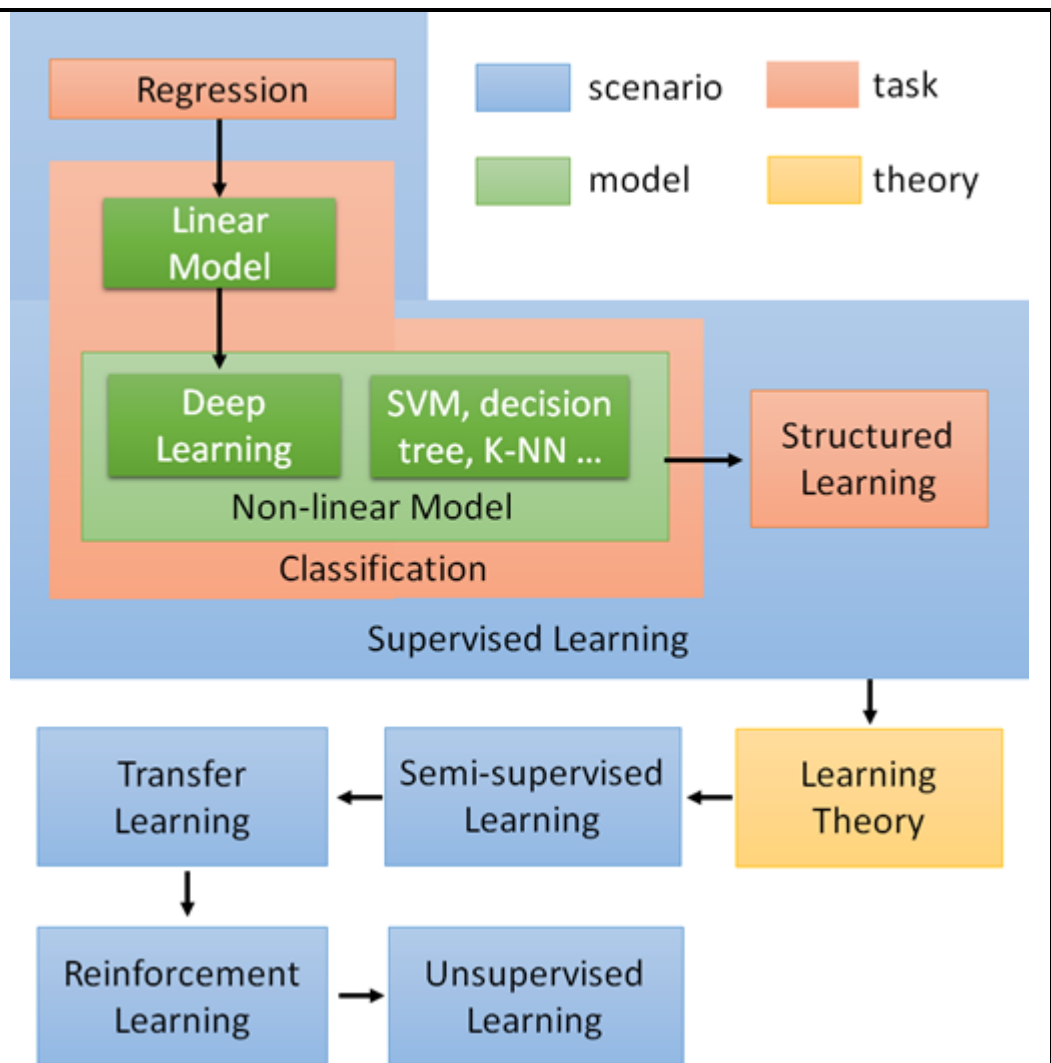 Regression
scenario
task
model
theory
Linear
Model
Deep
Learning
SVM, decision
tree, K-NN ...
Non-linear Model
Classification
Structured
Learning
Supervised Learning
Transfer
Learning
Semi-supervised
Learning
Learning
Theory
Reinforcement
Learning
Unsupervised
Learning